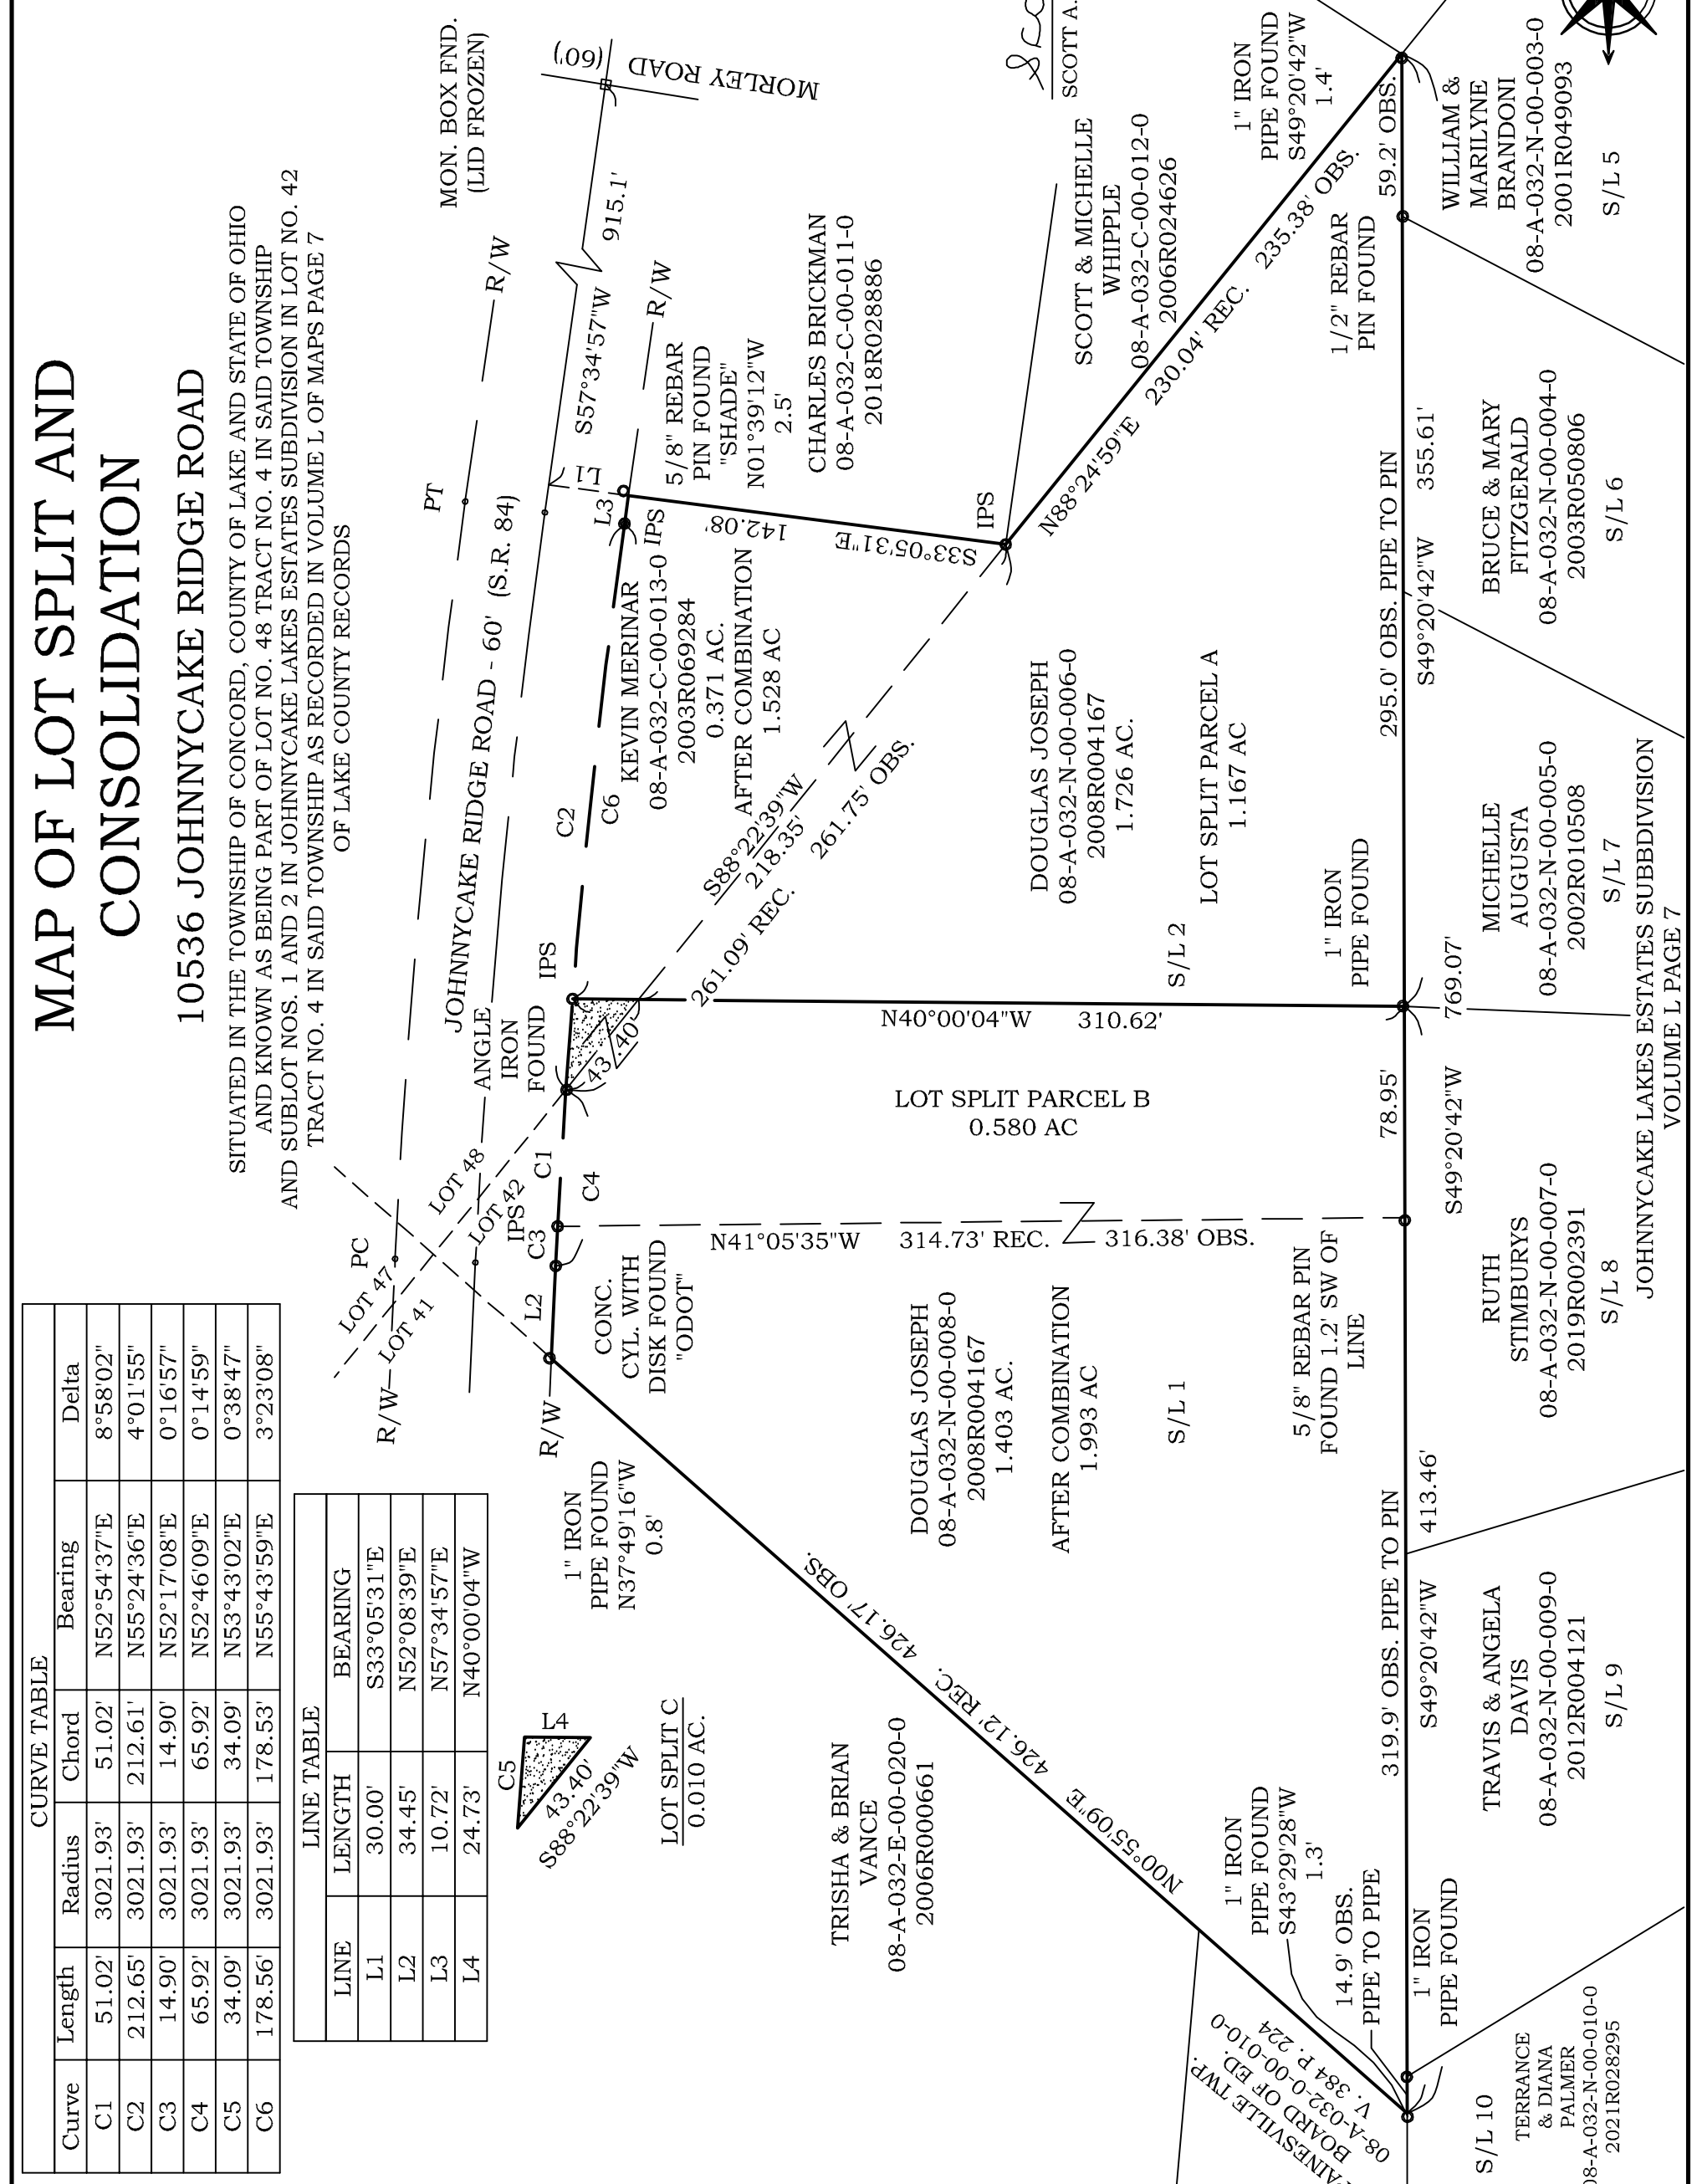 MAP OF LOT SPLIT AND
CONSOLIDATION
10536 JOHNNYCAKE RIDGE ROAD
SITUATED IN THE TOWNSHIP OF CONCORD, COUNTY OF LAKE AND STATE OF OHIO
AND KNOWN AS BEING PART OF LOT NO. 48 TRACT NO. 4 IN SAID TOWNSHIP
AND SUBLOT NOS. 1 AND 2 IN JOHNNYCAKE LAKES ESTATES SUBDIVISION IN LOT NO. 42
TRACT NO. 4 IN SAID TOWNSHIP AS RECORDED IN VOLUME L OF MAPS PAGE 7
OF LAKE COUNTY RECORDS
CURVE TABLE
Curve Length Radius Chord Bearing Delta
C1 51.02' 3021.93' 51.02' N52°54'37"E 8°58'02"
C2 212.65' 3021.93' 212.61' N55°24'36"E 4°01'55"
C3 14.90' 3021.93' 14.90' N52°17'08"E 0°16'57"
C4 65.92' 3021.93' 65.92' N52°46'09"E 0°14'59"
C5 34.09' 3021.93' 34.09' N53°43'02"E 0°38'47"
C6 178.56' 3021.93' 178.53' N55°43'59"E 3°23'08"
LINE TABLE
LINE LENGTH BEARING
L1 30.00' S33°05'31"E
L2 34.45' N52°08'39"E
L3 10.72' N57°34'57"E
L4 24.73' N40°00'04"W
C5
L4
43.40'
S88°22'39"W
LOT SPLIT C
0.010 AC.
R/W
R/W
PC
LOT 47
LOT 41
LOT 48
LOT 42
PT
R/W
R/W
JOHNNYCAKE RIDGE ROAD - 60' (S.R. 84)
S57°34'57"W
915.1'
MON. BOX FND.
(LID FROZEN)
(60')
MORLEY ROAD
ANGLE
IRON
FOUND
IPS
IPS
C1
C4
C3
L2
C2
C6
L3
L1
IPS
CONC.
CYL. WITH
DISK FOUND
"ODOT"
1" IRON
PIPE FOUND
N37°49'16"W
0.8'
5/8" REBAR
PIN FOUND
"SHADE"
N01°39'12"W
2.5'
KEVIN MERINAR
08-A-032-C-00-013-0
2003R069284
0.371 AC.
AFTER COMBINATION
1.528 AC
CHARLES BRICKMAN
08-A-032-C-00-011-0
2018R028886
S33°05'31"E
142.08'
IPS
S88°22'39"W
218.35'
261.09' REC.
261.75' OBS.
43.40'
SCOTT A.
SCOTT & MICHELLE
WHIPPLE
08-A-032-C-00-012-0
2006R024626
N88°24'59"E 230.04' REC. 235.38' OBS.
1" IRON
PIPE FOUND
S49°20'42"W
1.4'
DOUGLAS JOSEPH
08-A-032-N-00-006-0
2008R004167
1.726 AC.
LOT SPLIT PARCEL A
1.167 AC
S/L 2
N40°00'04"W 310.62'
LOT SPLIT PARCEL B
0.580 AC
N41°05'35"W 314.73' REC. 316.38' OBS.
DOUGLAS JOSEPH
08-A-032-N-00-008-0
2008R004167
1.403 AC.
AFTER COMBINATION
1.993 AC
S/L 1
TRISHA & BRIAN
VANCE
08-A-032-E-00-020-0
2006R000661
N00°55'09"E 426.12' REC. 426.17' OBS.
1" IRON
PIPE FOUND
S43°29'28"W
1.3'
14.9' OBS.
PIPE TO PIPE
1" IRON
PIPE FOUND
5/8" REBAR PIN
FOUND 1.2' SW OF
LINE
1" IRON
PIPE FOUND
1/2" REBAR
PIN FOUND
319.9' OBS. PIPE TO PIN
S49°20'42"W 413.46'
78.95'
S49°20'42"W 769.07'
295.0' OBS. PIPE TO PIN
S49°20'42"W 355.61'
59.2' OBS.
BOARD OF ED.
08-A-032-0-00-010-0
V. 384 P. 224
S/L 10
TERRANCE
& DIANA
PALMER
08-A-032-N-00-010-0
2021R028295
TRAVIS & ANGELA
DAVIS
08-A-032-N-00-009-0
2012R004121
S/L 9
RUTH
STIMBURYS
08-A-032-N-00-007-0
2019R002391
S/L 8
MICHELLE
AUGUSTA
08-A-032-N-00-005-0
2002R010508
S/L 7
BRUCE & MARY
FITZGERALD
08-A-032-N-00-004-0
2003R050806
S/L 6
WILLIAM &
MARILYNE
BRANDONI
08-A-032-N-00-003-0
2001R049093
S/L 5
JOHNNYCAKE LAKES ESTATES SUBBDIVISION
VOLUME L PAGE 7